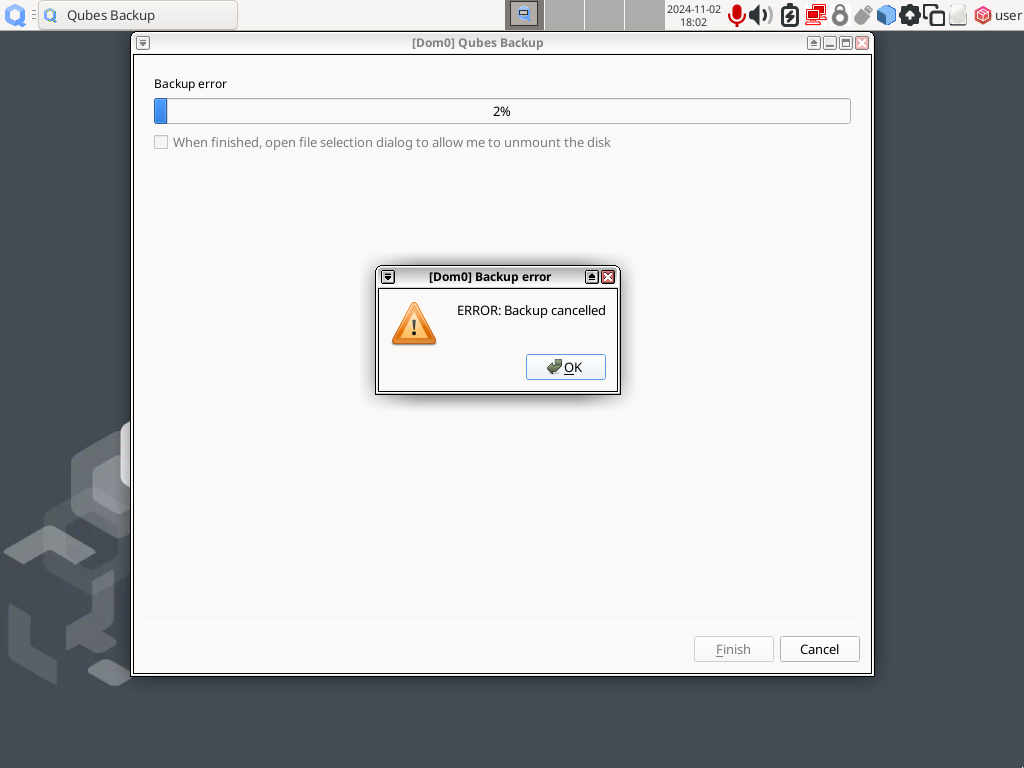 Qubes Backup
2024-11-02
18:02
user
[Dom0] Qubes Backup
Backup error
2%
When finished, open file selection dialog to allow me to unmount the disk
[Dom0] Backup error
ERROR: Backup cancelled
OK
Finish
Cancel